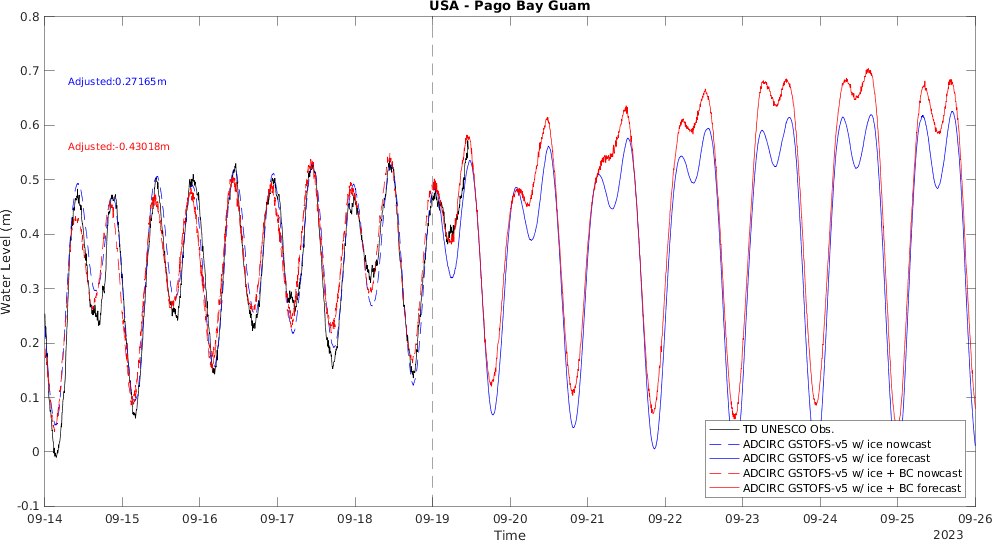 USA - Pago Bay Guam
0.8
0.7
0.6
0.5
0.4
0.3
0.2
0.1
0
-0.1
Water Level (m)
Adjusted:0.27165m
Adjusted:-0.43018m
TD UNESCO Obs.
ADCIRC GSTOFS-v5 w/ ice nowcast
ADCIRC GSTOFS-v5 w/ ice forecast
ADCIRC GSTOFS-v5 w/ ice + BC nowcast
ADCIRC GSTOFS-v5 w/ ice + BC forecast
09-14 09-15 09-16 09-17 09-18 09-19 09-20 09-21 09-22 09-23 09-24 09-25 09-26
Time
2023